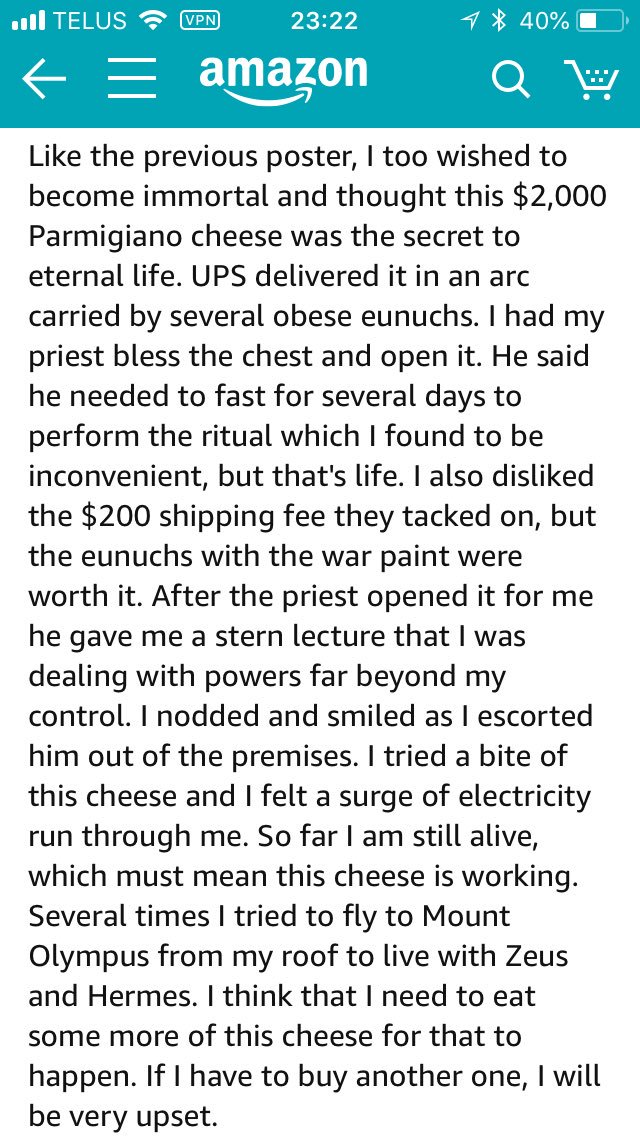 TELUS VPN 23:22 40%
amazon
Like the previous poster, I too wished to
become immortal and thought this $2,000
Parmigiano cheese was the secret to
eternal life. UPS delivered it in an arc
carried by several obese eunuchs. I had my
priest bless the chest and open it. He said
he needed to fast for several days to
perform the ritual which I found to be
inconvenient, but that's life. I also disliked
the $200 shipping fee they tacked on, but
the eunuchs with the war paint were
worth it. After the priest opened it for me
he gave me a stern lecture that I was
dealing with powers far beyond my
control. I nodded and smiled as I escorted
him out of the premises. I tried a bite of
this cheese and I felt a surge of electricity
run through me. So far I am still alive,
which must mean this cheese is working.
Several times I tried to fly to Mount
Olympus from my roof to live with Zeus
and Hermes. I think that I need to eat
some more of this cheese for that to
happen. If I have to buy another one, I will
be very upset.